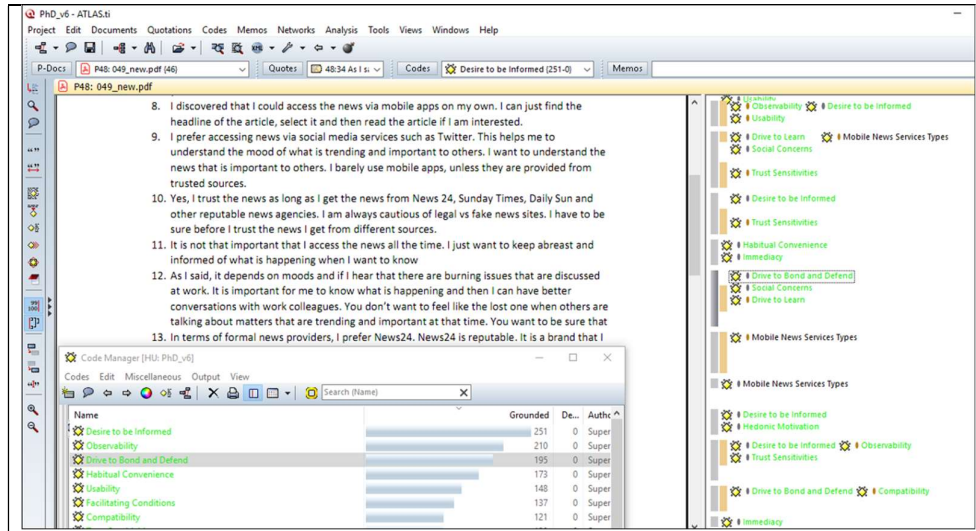 PhD_v6 - ATLAS.ti
Project Edit Documents Quotations Codes Memos Networks Analysis Tools Views Windows Help
P-Docs P48: 049_new.pdf {46} Quotes 48:34 As I s Codes Desire to be Informed {251-0} Memos
P48: 049_new.pdf
8. I discovered that I could access the news via mobile apps on my own. I can just find the
headline of the article, select it and then read the article if I am interested.
9. I prefer accessing news via social media services such as Twitter. This helps me to
understand the mood of what is trending and important to others. I want to understand the
news that is important to others. I barely use mobile apps, unless they are provided from
trusted sources.
10. Yes, I trust the news as long as I get the news from News 24, Sunday Times, Daily Sun and
other reputable news agencies. I am always cautious of legal vs fake news sites. I have to be
sure before I trust the news I get from different sources.
11. It is not that important that I access the news all the time. I just want to keep abreast and
informed of what is happening when I want to know
12. As I said, it depends on moods and if I hear that there are burning issues that are discussed
at work. It is important for me to know what is happening and then I can have better
conversations with work colleagues. You don't want to feel like the lost one when others are
talking about matters that are trending and important at that time. You want to be sure that
13. In terms of formal news providers, I prefer News24. News24 is reputable. It is a brand that I
Usability
Observability Desire to be Informed
Usability
Drive to Learn Mobile News Services Types
Social Concerns
Trust Sensitivities
Desire to be Informed
Trust Sensitivities
Habitual Convenience
Immediacy
Drive to Bond and Defend
Social Concerns
Drive to Learn
Mobile News Services Types
Mobile News Services Types
Desire to be Informed
Hedonic Motivation
Desire to be Informed Observability
Trust Sensitivities
Drive to Bond and Defend Compatibility
Immediacy
Code Manager [HU: PhD_v6]
Codes Edit Miscellaneous Output View
Search (Name)
Name Grounded De... Autho
Desire to be Informed 251 0 Super
Observability 210 0 Super
Drive to Bond and Defend 195 0 Super
Habitual Convenience 173 0 Super
Usability 148 0 Super
Facilitating Conditions 137 0 Super
Compatibility 121 0 Super